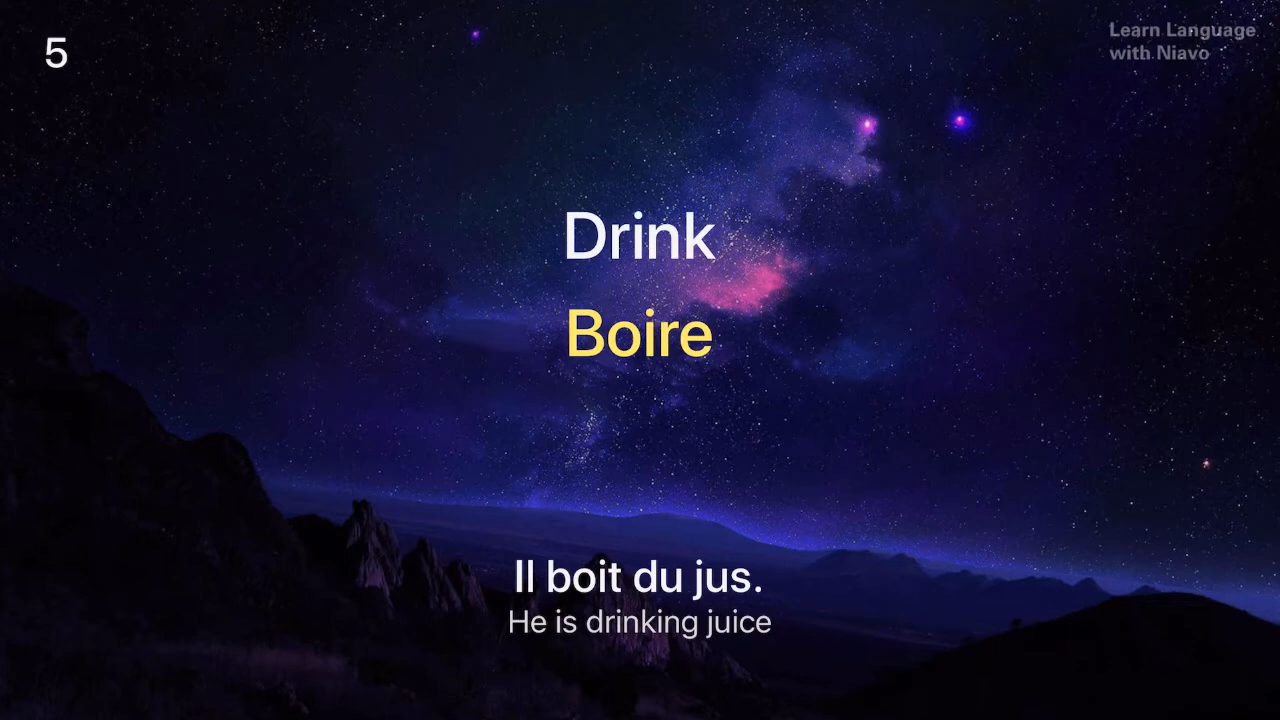 5
Learn Language
with Niavo
Drink
Boire
Il boit du jus.
He is drinking juice